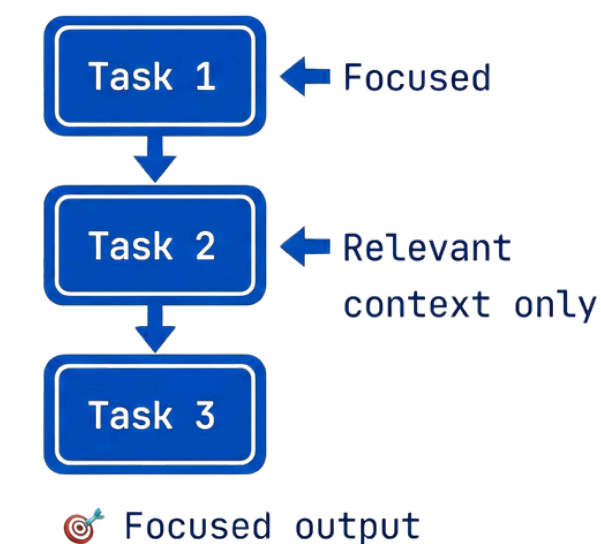 Task 1
Focused
Task 2
Relevant
context only
Task 3
Focused output